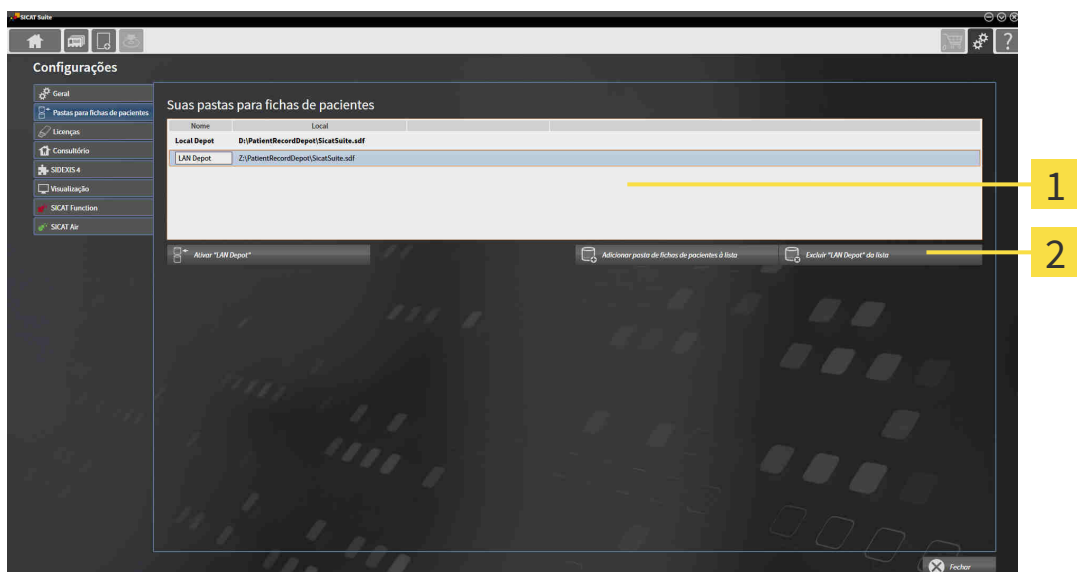 SICAT Suite
?
Configurações
Geral
Pastas para fichas de pacientes
Licenças
Consultório
SIDEXIS 4
Visualização
SICAT Function
SICAT Air
Suas pastas para fichas de pacientes
Nome Local
Local Depot D:\PatientRecordDepot\SicatSuite.sdf
LAN Depot Z:\PatientRecordDepot\SicatSuite.sdf
1
Ativar "LAN Depot" Adicionar pasta de fichas de pacientes à lista Excluir "LAN Depot" da lista
2
Fechar